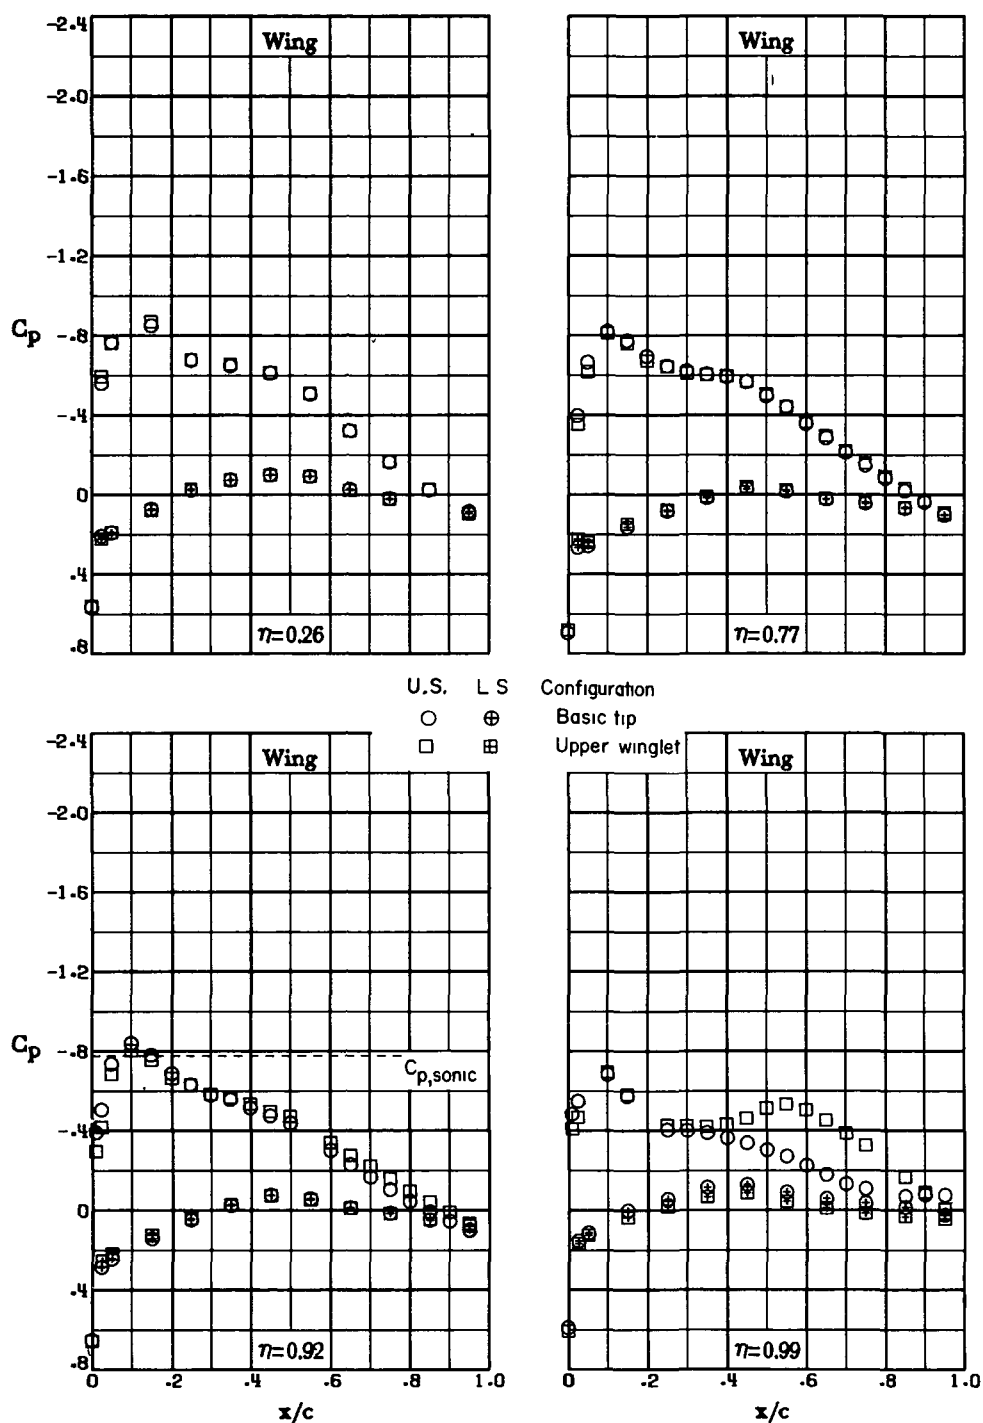 -2.4
Wing
Wing
-2.0
-1.6
-1.2
Cp
-.8
-.4
0
.4
.8
η=0.26
η=0.77
U.S. L S Configuration
Basic tip
Upper winglet
-2.4
Wing
Wing
-2.0
-1.6
-1.2
Cp
-.8
Cp,sonic
-.4
0
.4
.8
η=0.92
η=0.99
0 .2 .4 .6 .8 1.0
0 .2 .4 .6 .8 1.0
x/c
x/c